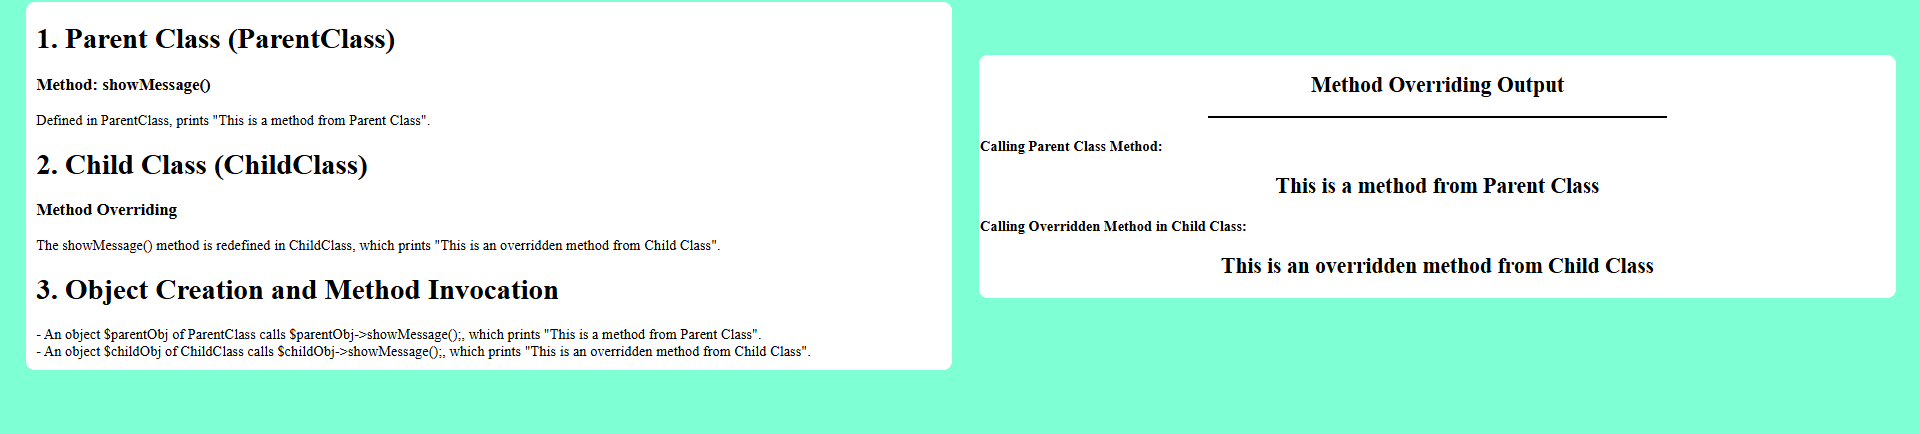 1. Parent Class (ParentClass)
Method: showMessage()
Defined in ParentClass, prints "This is a method from Parent Class".
2. Child Class (ChildClass)
Method Overriding
The showMessage() method is redefined in ChildClass, which prints "This is an overridden method from Child Class".
3. Object Creation and Method Invocation
- An object $parentObj of ParentClass calls $parentObj->showMessage();, which prints "This is a method from Parent Class".
- An object $childObj of ChildClass calls $childObj->showMessage();, which prints "This is an overridden method from Child Class".
Method Overriding Output
Calling Parent Class Method:
This is a method from Parent Class
Calling Overridden Method in Child Class:
This is an overridden method from Child Class